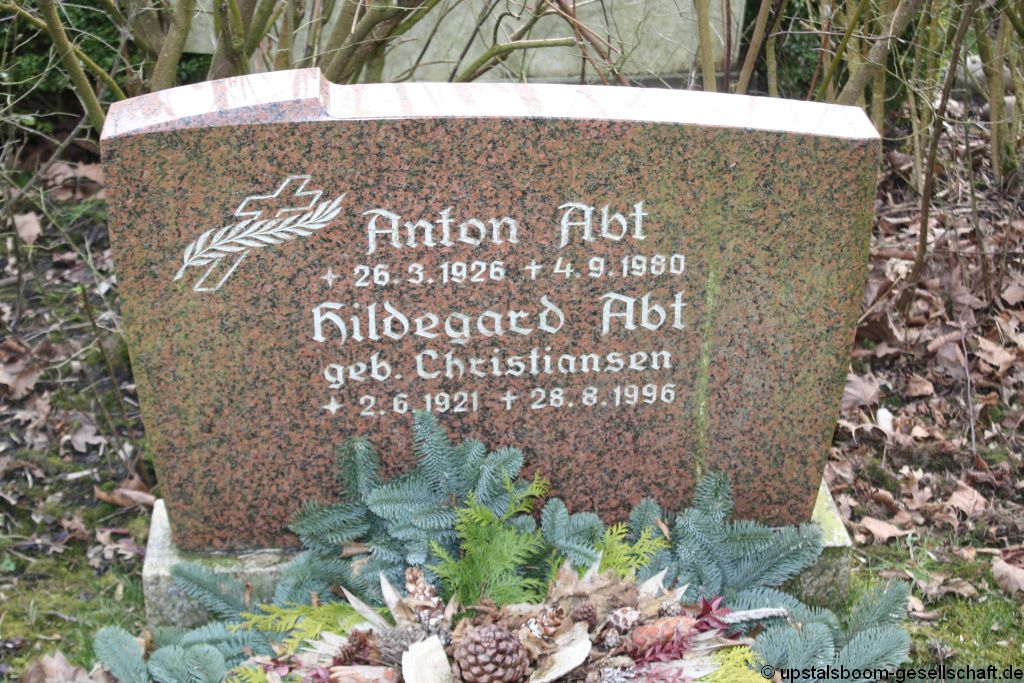 Anton Abt
✦ 26.3.1926 ✝ 4.9.1980
Hildegard Abt
geb. Christiansen
✦ 2.6.1921 ✝ 28.8.1996
© upstalsboom-gesellschaft.de